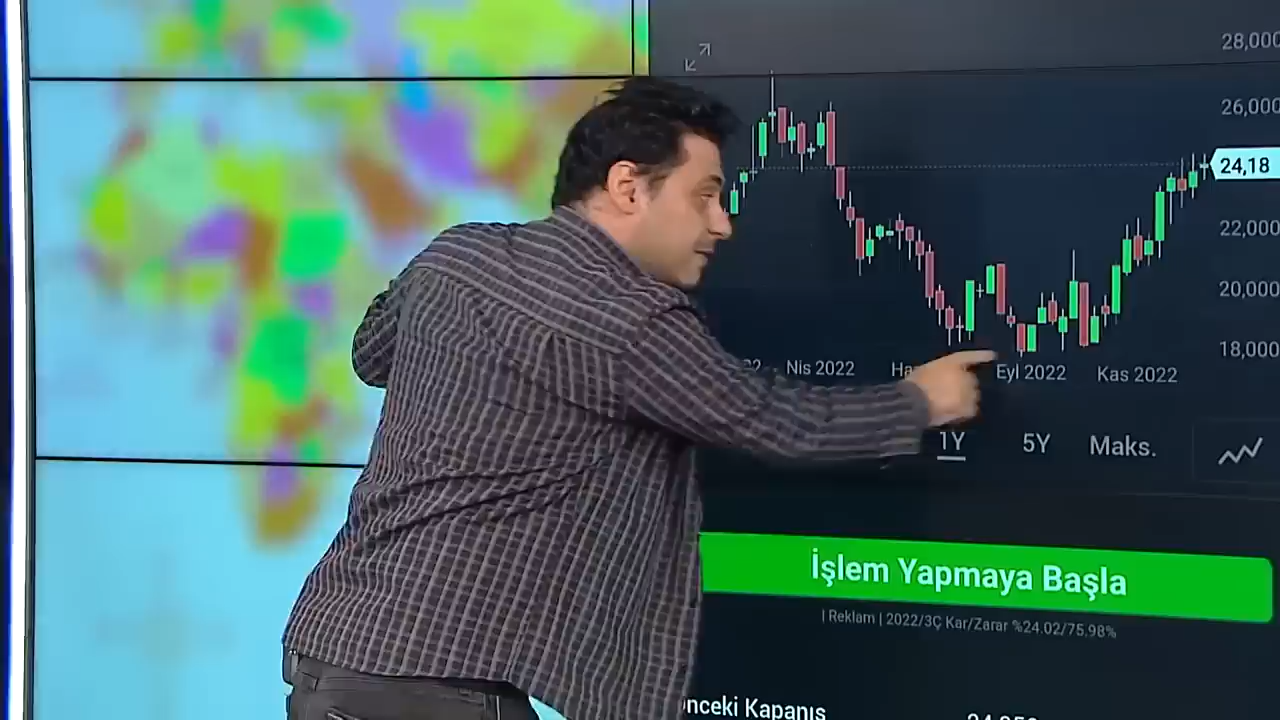 28,000
26,000
24,18
22,000
20,000
18,000
Nis 2022
Eyl 2022
Kas 2022
1Y
5Y
Maks.
İşlem Yapmaya Başla
| Reklam | 2022/3Ç Kar/Zarar %24.02/75.98%
Kapanış